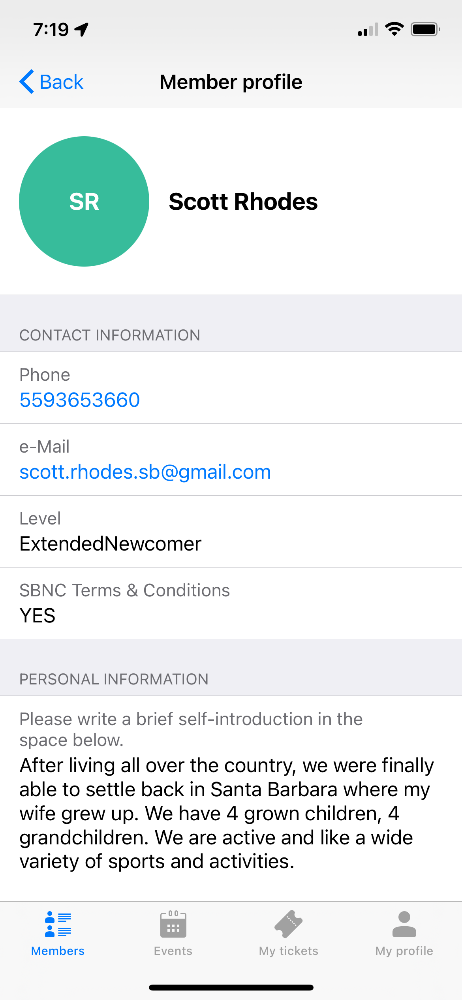 7:19
Back
Member profile
SR
Scott Rhodes
CONTACT INFORMATION
Phone
5593653660
e-Mail
scott.rhodes.sb@gmail.com
Level
ExtendedNewcomer
SBNC Terms & Conditions
YES
PERSONAL INFORMATION
Please write a brief self-introduction in the
space below.
After living all over the country, we were finally
able to settle back in Santa Barbara where my
wife grew up. We have 4 grown children, 4
grandchildren. We are active and like a wide
variety of sports and activities.
Members
Events
My tickets
My profile